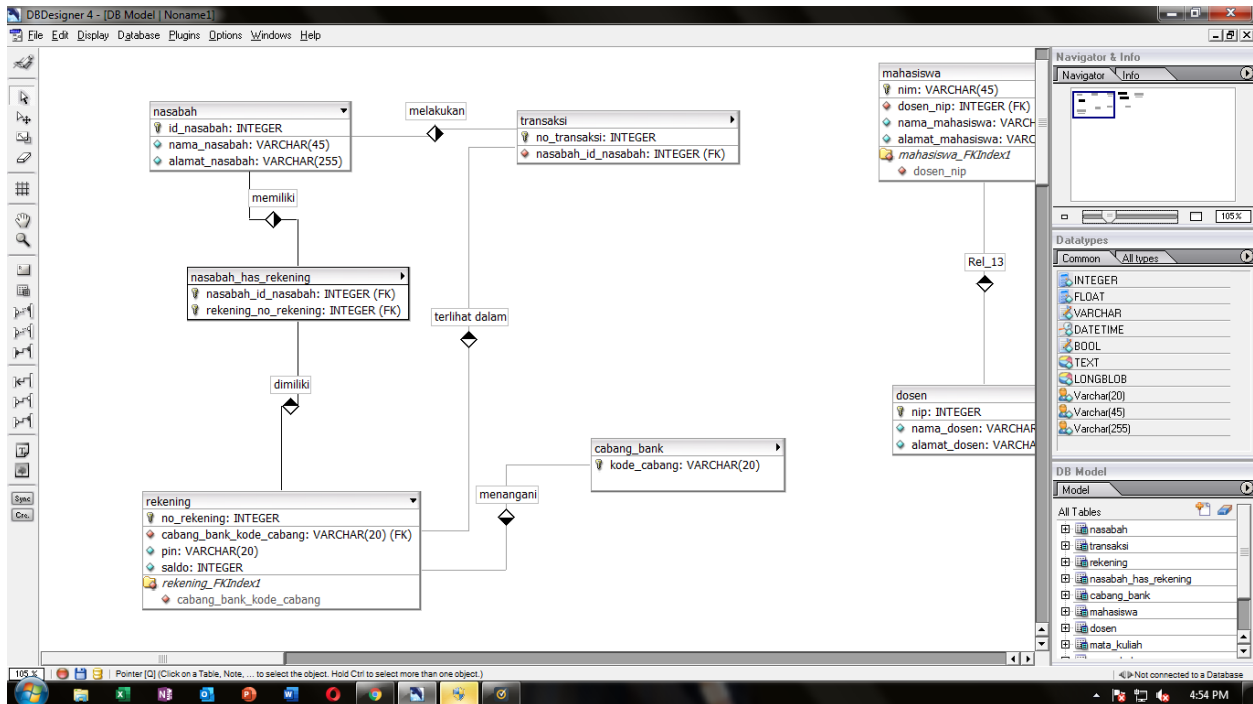 DBDesigner 4 - [DB Model | Noname1]
File Edit Display Database Plugins Options Windows Help
nasabah
id_nasabah: INTEGER
nama_nasabah: VARCHAR(45)
alamat_nasabah: VARCHAR(255)
melakukan
transaksi
no_transaksi: INTEGER
nasabah_id_nasabah: INTEGER (FK)
mahasiswa
nim: VARCHAR(45)
dosen_nip: INTEGER (FK)
nama_mahasiswa: VARCH
alamat_mahasiswa: VARC
mahasiswa_FKIndex1
dosen_nip
memiliki
nasabah_has_rekening
nasabah_id_nasabah: INTEGER (FK)
rekening_no_rekening: INTEGER (FK)
Rel_13
terlihat dalam
dimiliki
dosen
nip: INTEGER
nama_dosen: VARCHAR
alamat_dosen: VARCHA
cabang_bank
kode_cabang: VARCHAR(20)
menangani
rekening
no_rekening: INTEGER
cabang_bank_kode_cabang: VARCHAR(20) (FK)
pin: VARCHAR(20)
saldo: INTEGER
rekening_FKIndex1
cabang_bank_kode_cabang
Navigator & Info
Navigator Info
105 %
Datatypes
Common All types
INTEGER
FLOAT
VARCHAR
DATETIME
BOOL
TEXT
LONGBLOB
Varchar(20)
Varchar(45)
Varchar(255)
DB Model
Model
All Tables
nasabah
transaksi
rekening
nasabah_has_rekening
cabang_bank
mahasiswa
dosen
mata_kuliah
Sync
Cre.
105 % Pointer [Q] (Click on a Table, Note, ... to select the object. Hold Ctrl to select more than one object.) Not connected to a Database
4:54 PM